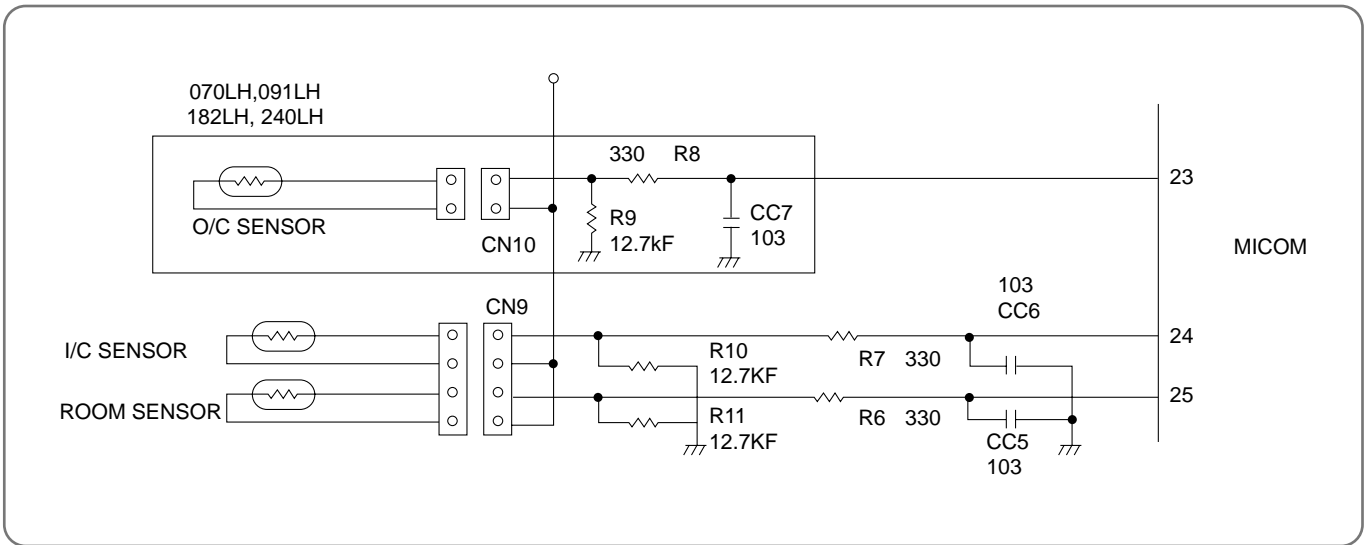 070LH,091LH
182LH, 240LH
330 R8
23
O/C SENSOR
CN10
R9
12.7kF
CC7
103
MICOM
CN9
103
CC6
I/C SENSOR
R10
12.7KF
R7 330
24
ROOM SENSOR
R11
12.7KF
R6 330
25
CC5
103